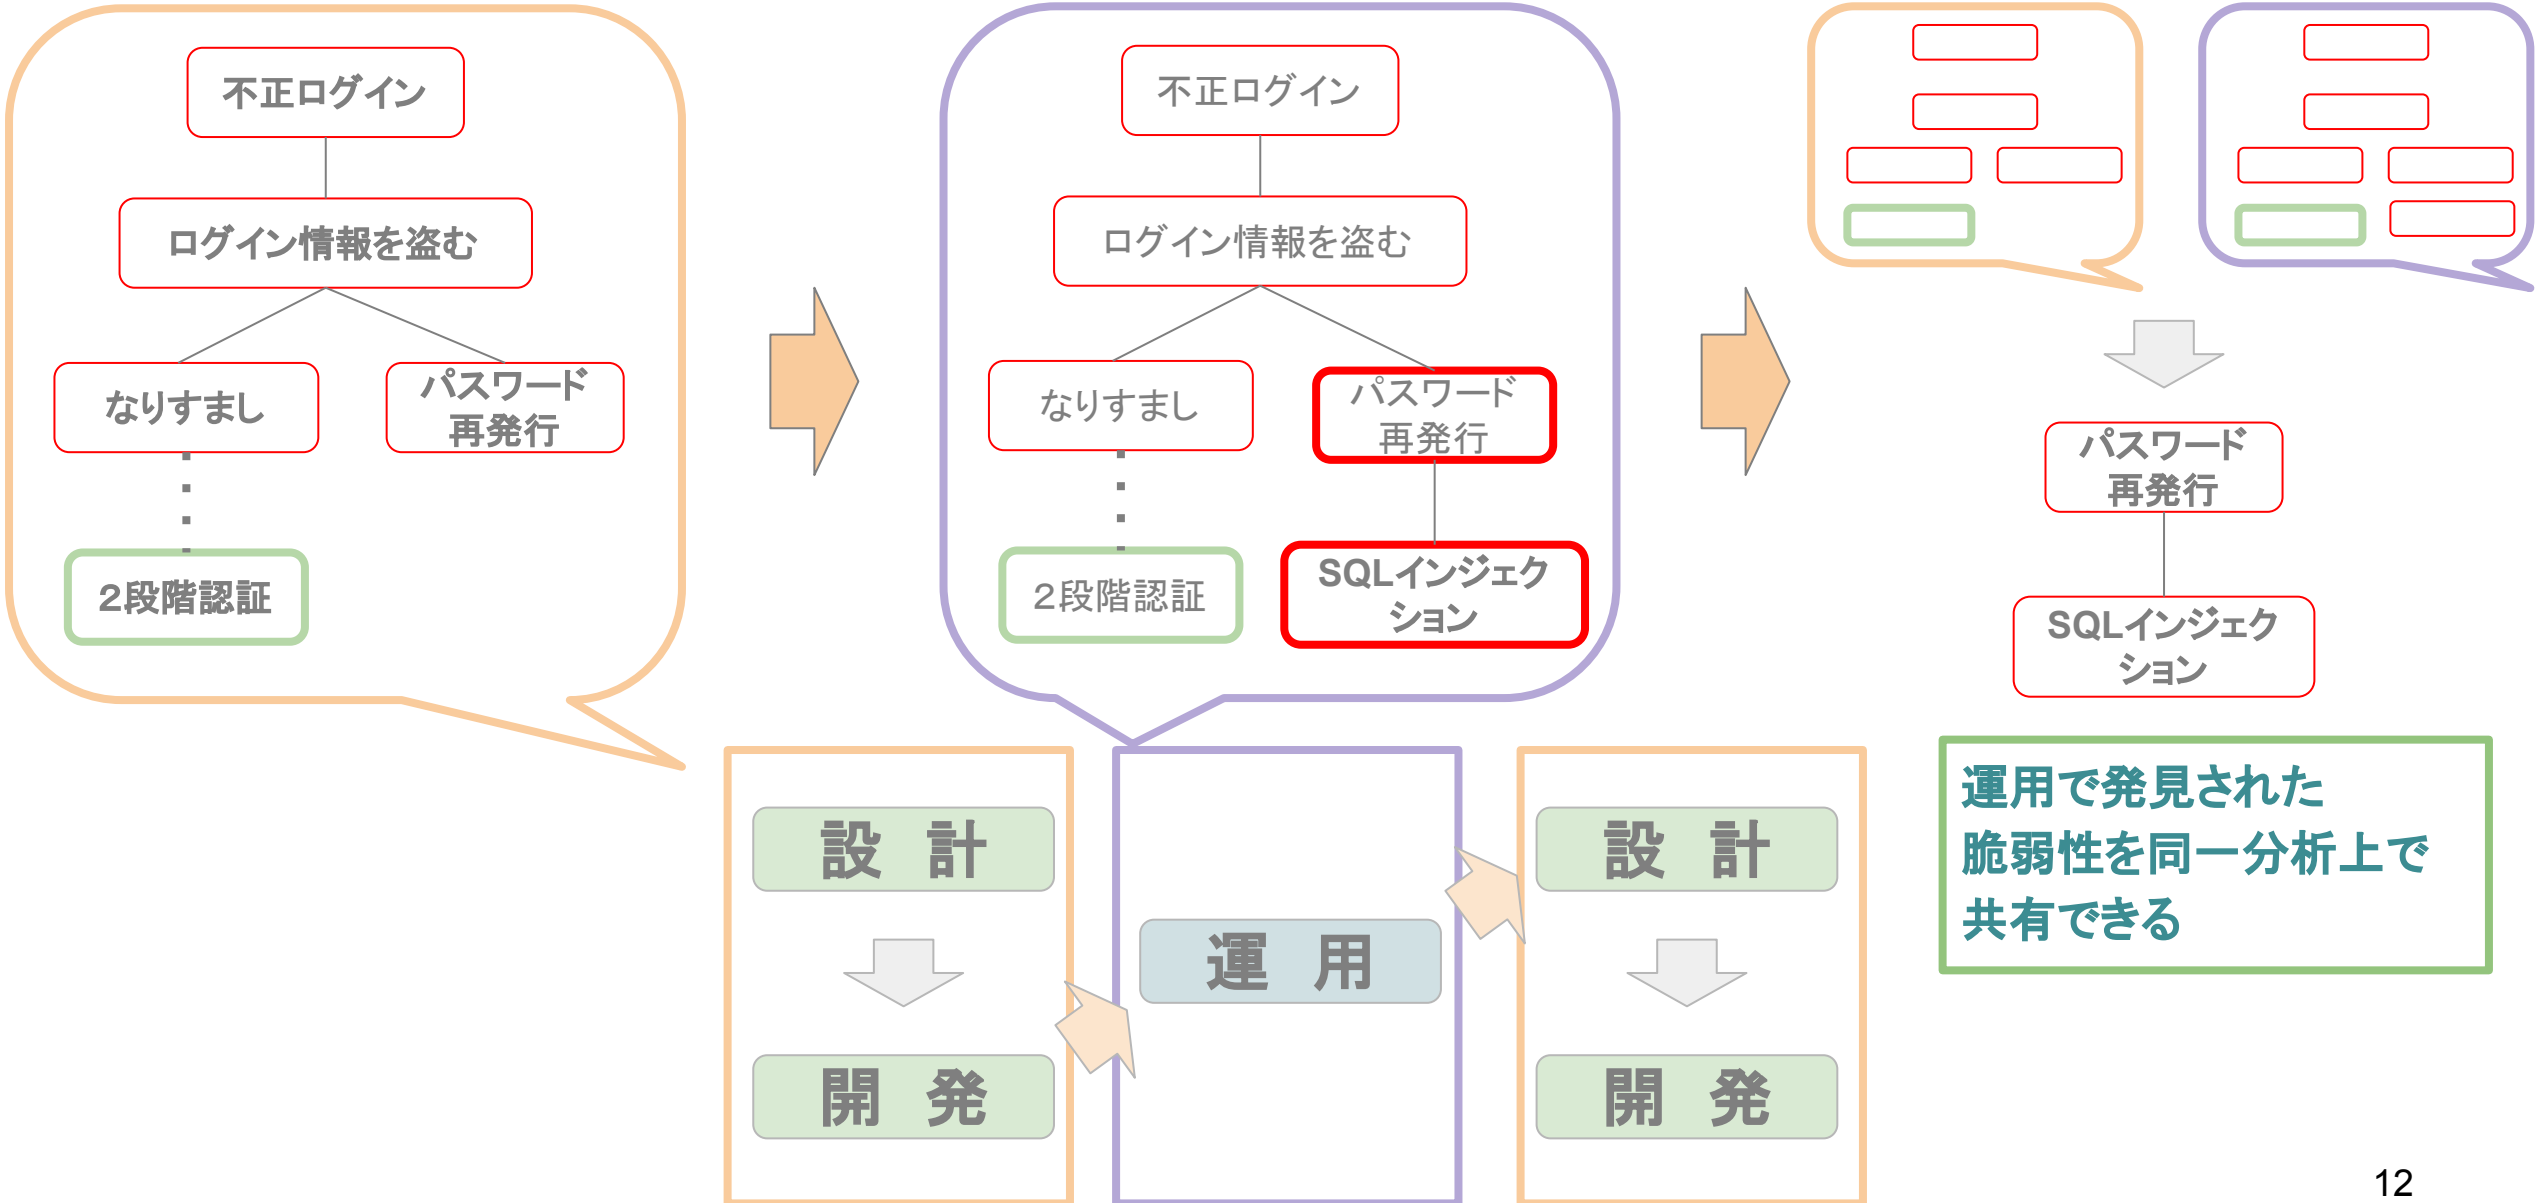 不正ログイン
ログイン情報を盗む
なりすまし
パスワード
再発行
２段階認証
不正ログイン
ログイン情報を盗む
なりすまし
パスワード
再発行
２段階認証
SQLインジェク
ション
パスワード
再発行
SQLインジェク
ション
設　計
開　発
運　用
設　計
開　発
運用で発見された
脆弱性を同一分析上で
共有できる
12